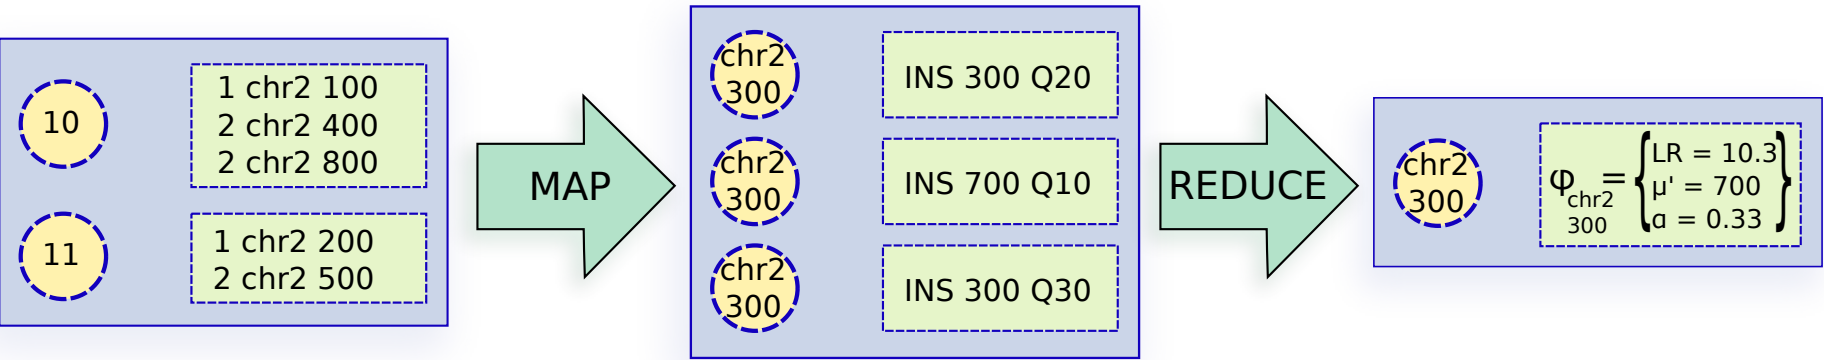 10
1 chr2 100
2 chr2 400
2 chr2 800
11
1 chr2 200
2 chr2 500
MAP
chr2
300
INS 300 Q20
chr2
300
INS 700 Q10
chr2
300
INS 300 Q30
REDUCE
chr2
300
φchr2 300 = {
LR = 10.3
μ' = 700
α = 0.33
}